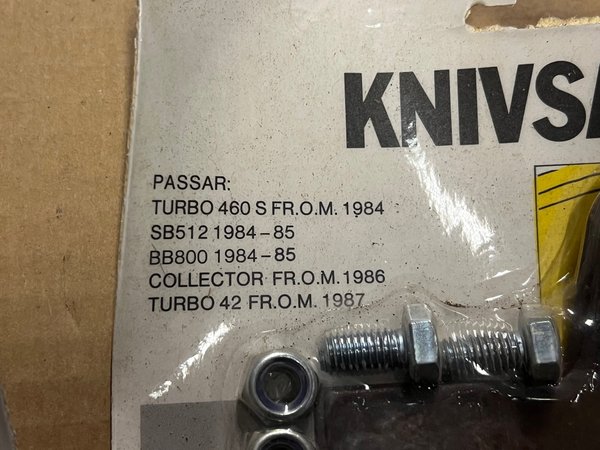 KNIVSA
PASSAR:
TURBO 460 S FR.O.M. 1984
SB512 1984-85
BB800 1984-85
COLLECTOR FR.O.M. 1986
TURBO 42 FR.O.M. 1987